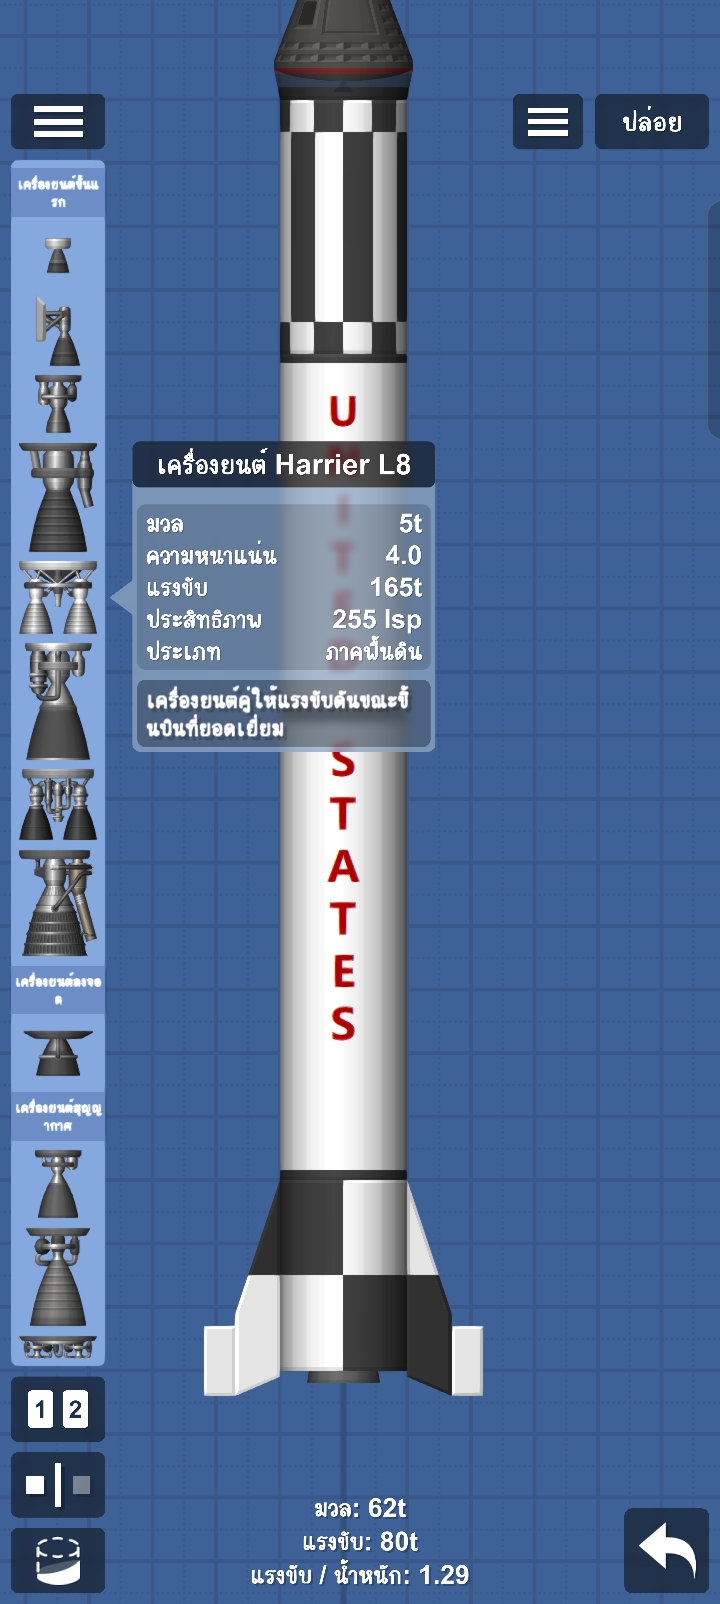 ปล่อย
เครื่องยนต์ชั้นแ
รก
U
N
I
T
E
D
S
T
A
T
E
S
เครื่องยนต์ Harrier L8
มวล 5t
ความหนาแน่น 4.0
แรงขับ 165t
ประสิทธิภาพ 255 Isp
ประเภท ภาคพื้นดิน
เครื่องยนต์คู่ให้แรงขับดันขณะขึ้
นบินที่ยอดเยี่ยม
เครื่องยนต์ลงจอ
ด
เครื่องยนต์สุญญ
ากาศ
1 2
มวล: 62t
แรงขับ: 80t
แรงขับ / น้ำหนัก: 1.29